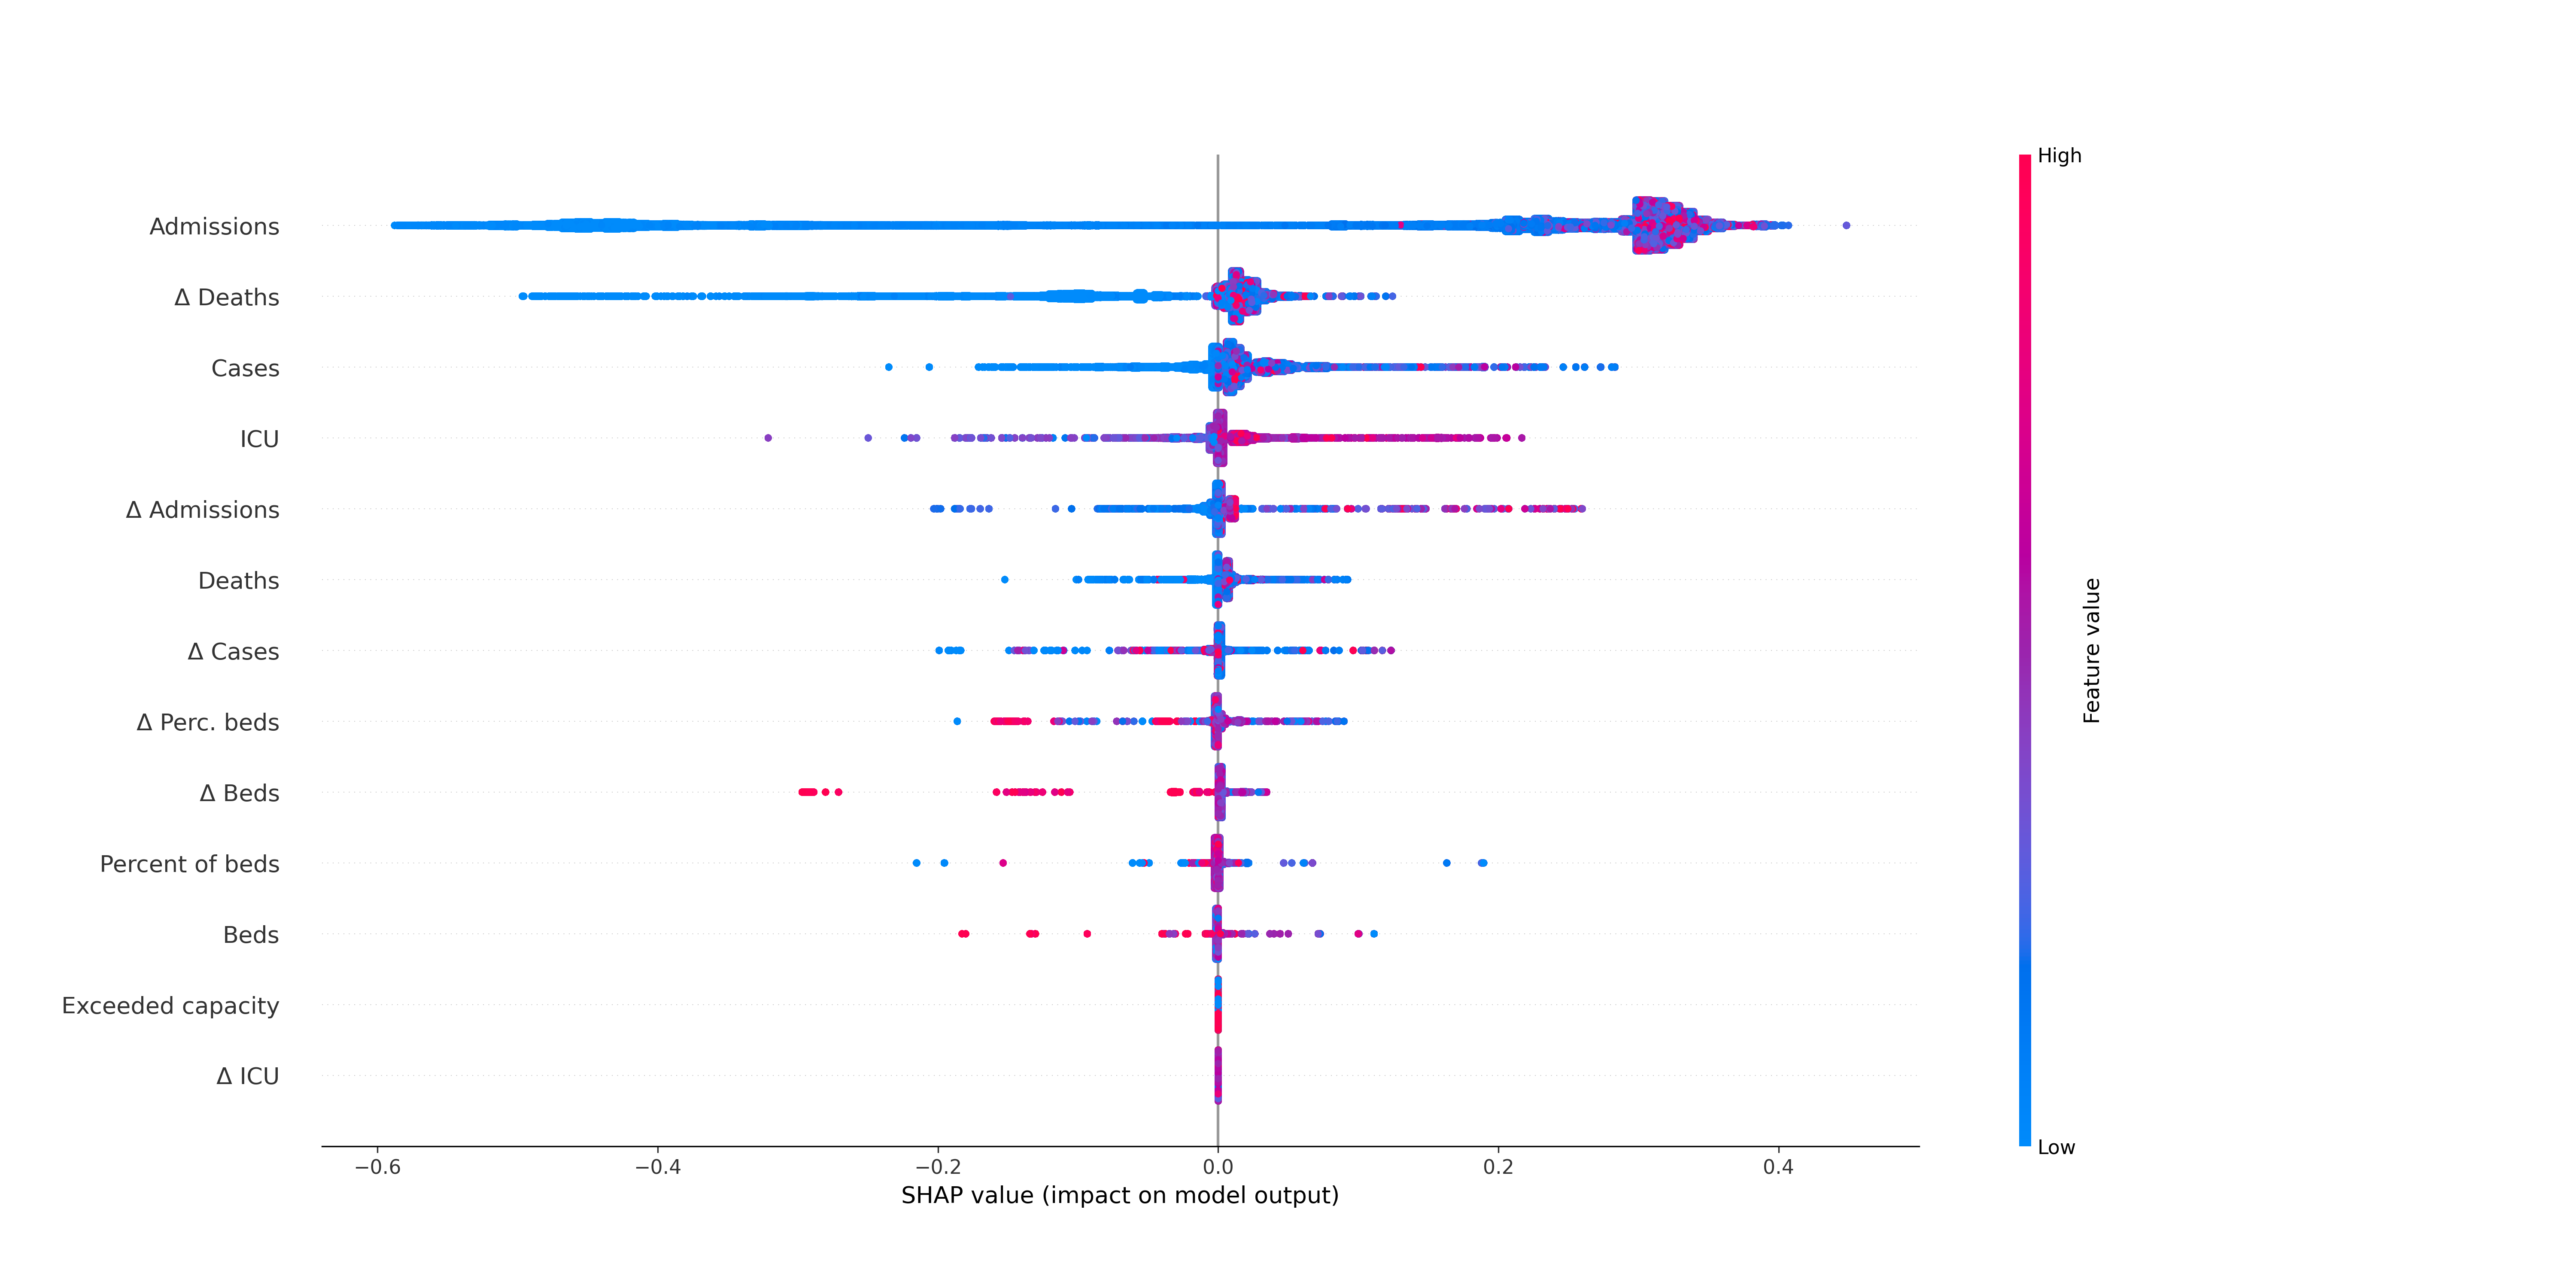 High
Admissions
Δ Deaths
Cases
ICU
Δ Admissions
Deaths
Δ Cases
Δ Perc. beds
Δ Beds
Percent of beds
Beds
Exceeded capacity
Δ ICU
Feature value
Low
−0.6 −0.4 −0.2 0.0 0.2 0.4
SHAP value (impact on model output)